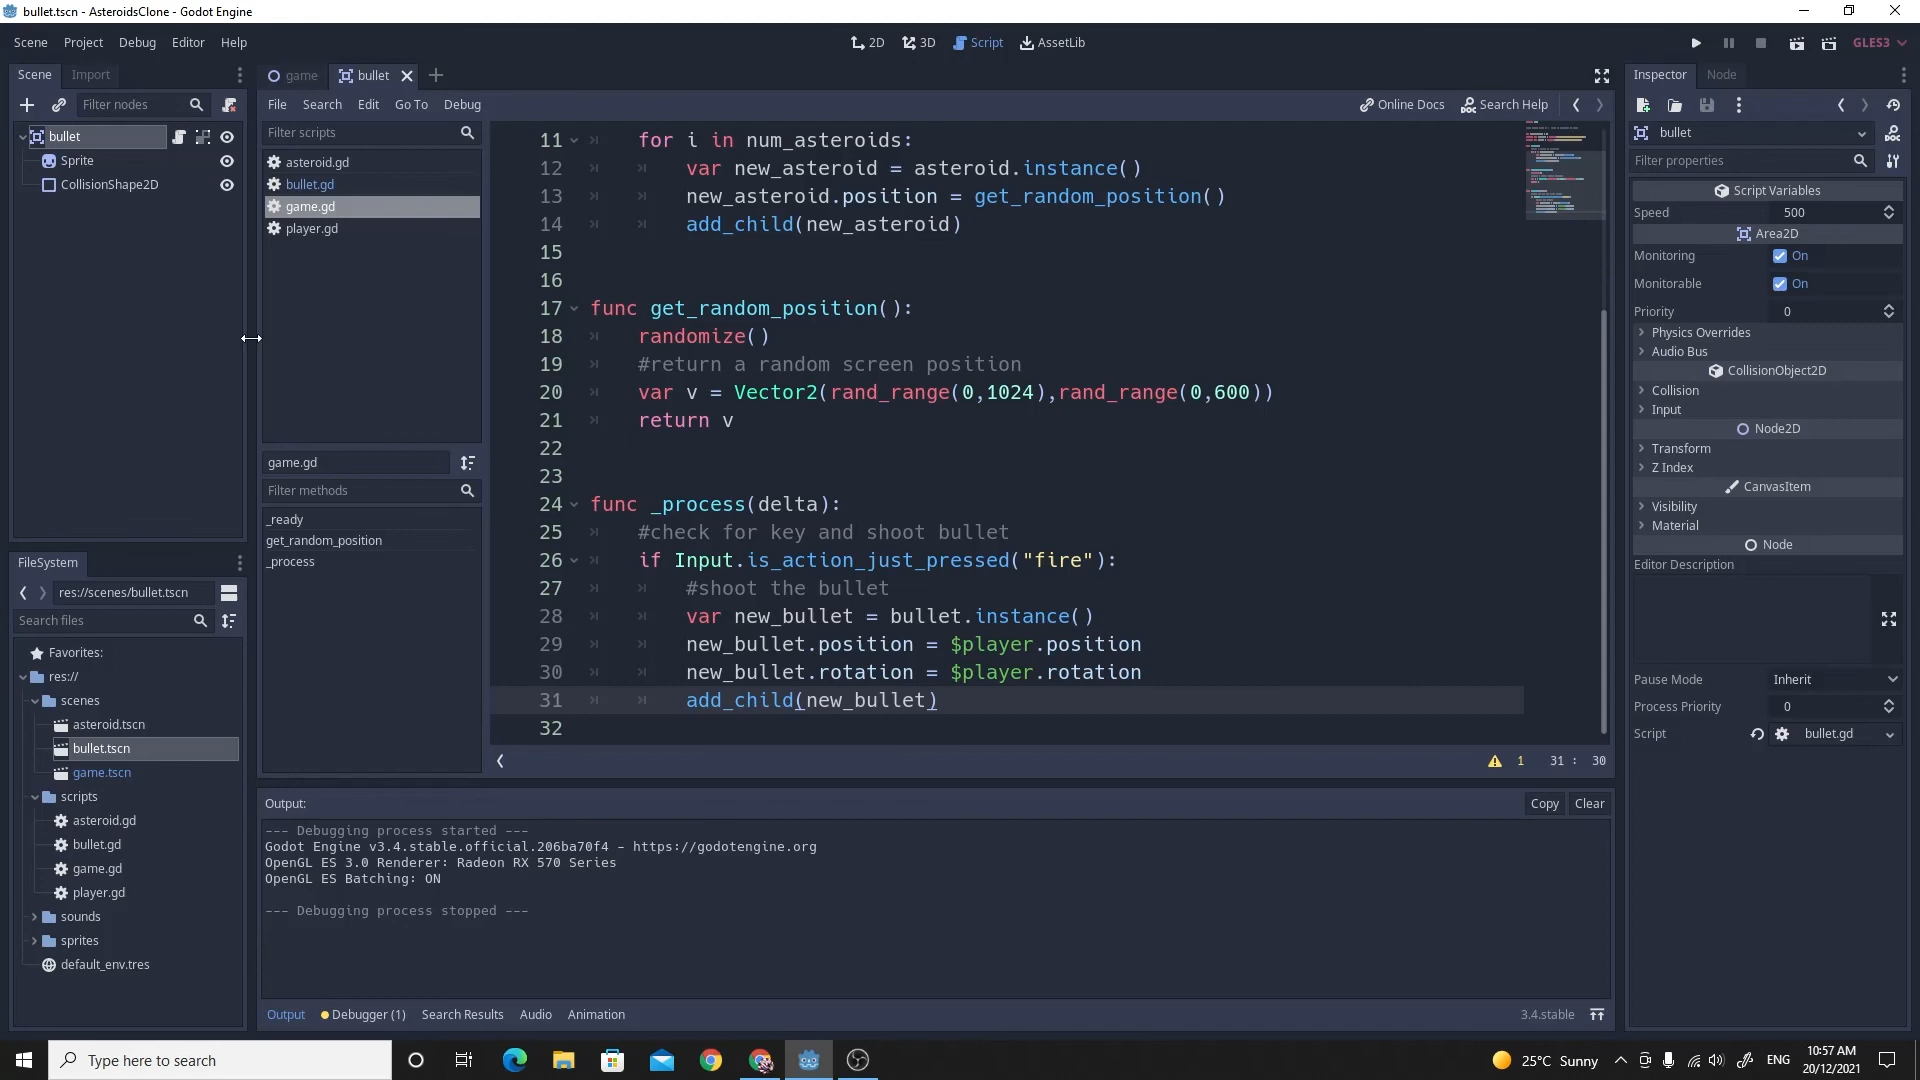 bullet.tscn - AsteroidsClone - Godot Engine
Scene Project Debug Editor Help
2D 3D Script AssetLib
GLES3
Scene Import
Filter nodes
bullet
Sprite
CollisionShape2D
FileSystem
res://scenes/bullet.tscn
Search files
Favorites:
res://
scenes
asteroid.tscn
bullet.tscn
game.tscn
scripts
asteroid.gd
bullet.gd
game.gd
player.gd
sounds
sprites
default_env.tres
game bullet
File Search Edit Go To Debug
Online Docs Search Help
Filter scripts
asteroid.gd
bullet.gd
game.gd
player.gd
game.gd
Filter methods
_ready
get_random_position
_process
11 for i in num_asteroids:
12 var new_asteroid = asteroid.instance()
13 new_asteroid.position = get_random_position()
14 add_child(new_asteroid)
15
16
17 func get_random_position():
18 randomize()
19 #return a random screen position
20 var v = Vector2(rand_range(0,1024),rand_range(0,600))
21 return v
22
23
24 func _process(delta):
25 #check for key and shoot bullet
26 if Input.is_action_just_pressed("fire"):
27 #shoot the bullet
28 var new_bullet = bullet.instance()
29 new_bullet.position = $player.position
30 new_bullet.rotation = $player.rotation
31 add_child(new_bullet)
32
1 31 : 30
Output:
Copy Clear
--- Debugging process started ---
Godot Engine v3.4.stable.official.206ba70f4 - https://godotengine.org
OpenGL ES 3.0 Renderer: Radeon RX 570 Series
OpenGL ES Batching: ON
--- Debugging process stopped ---
Output Debugger (1) Search Results Audio Animation
3.4.stable
Inspector Node
bullet
Filter properties
Script Variables
Speed 500
Area2D
Monitoring On
Monitorable On
Priority 0
Physics Overrides
Audio Bus
CollisionObject2D
Collision
Input
Node2D
Transform
Z Index
CanvasItem
Visibility
Material
Node
Editor Description
Pause Mode Inherit
Process Priority 0
Script bullet.gd
Type here to search
25°C Sunny
ENG
10:57 AM
20/12/2021